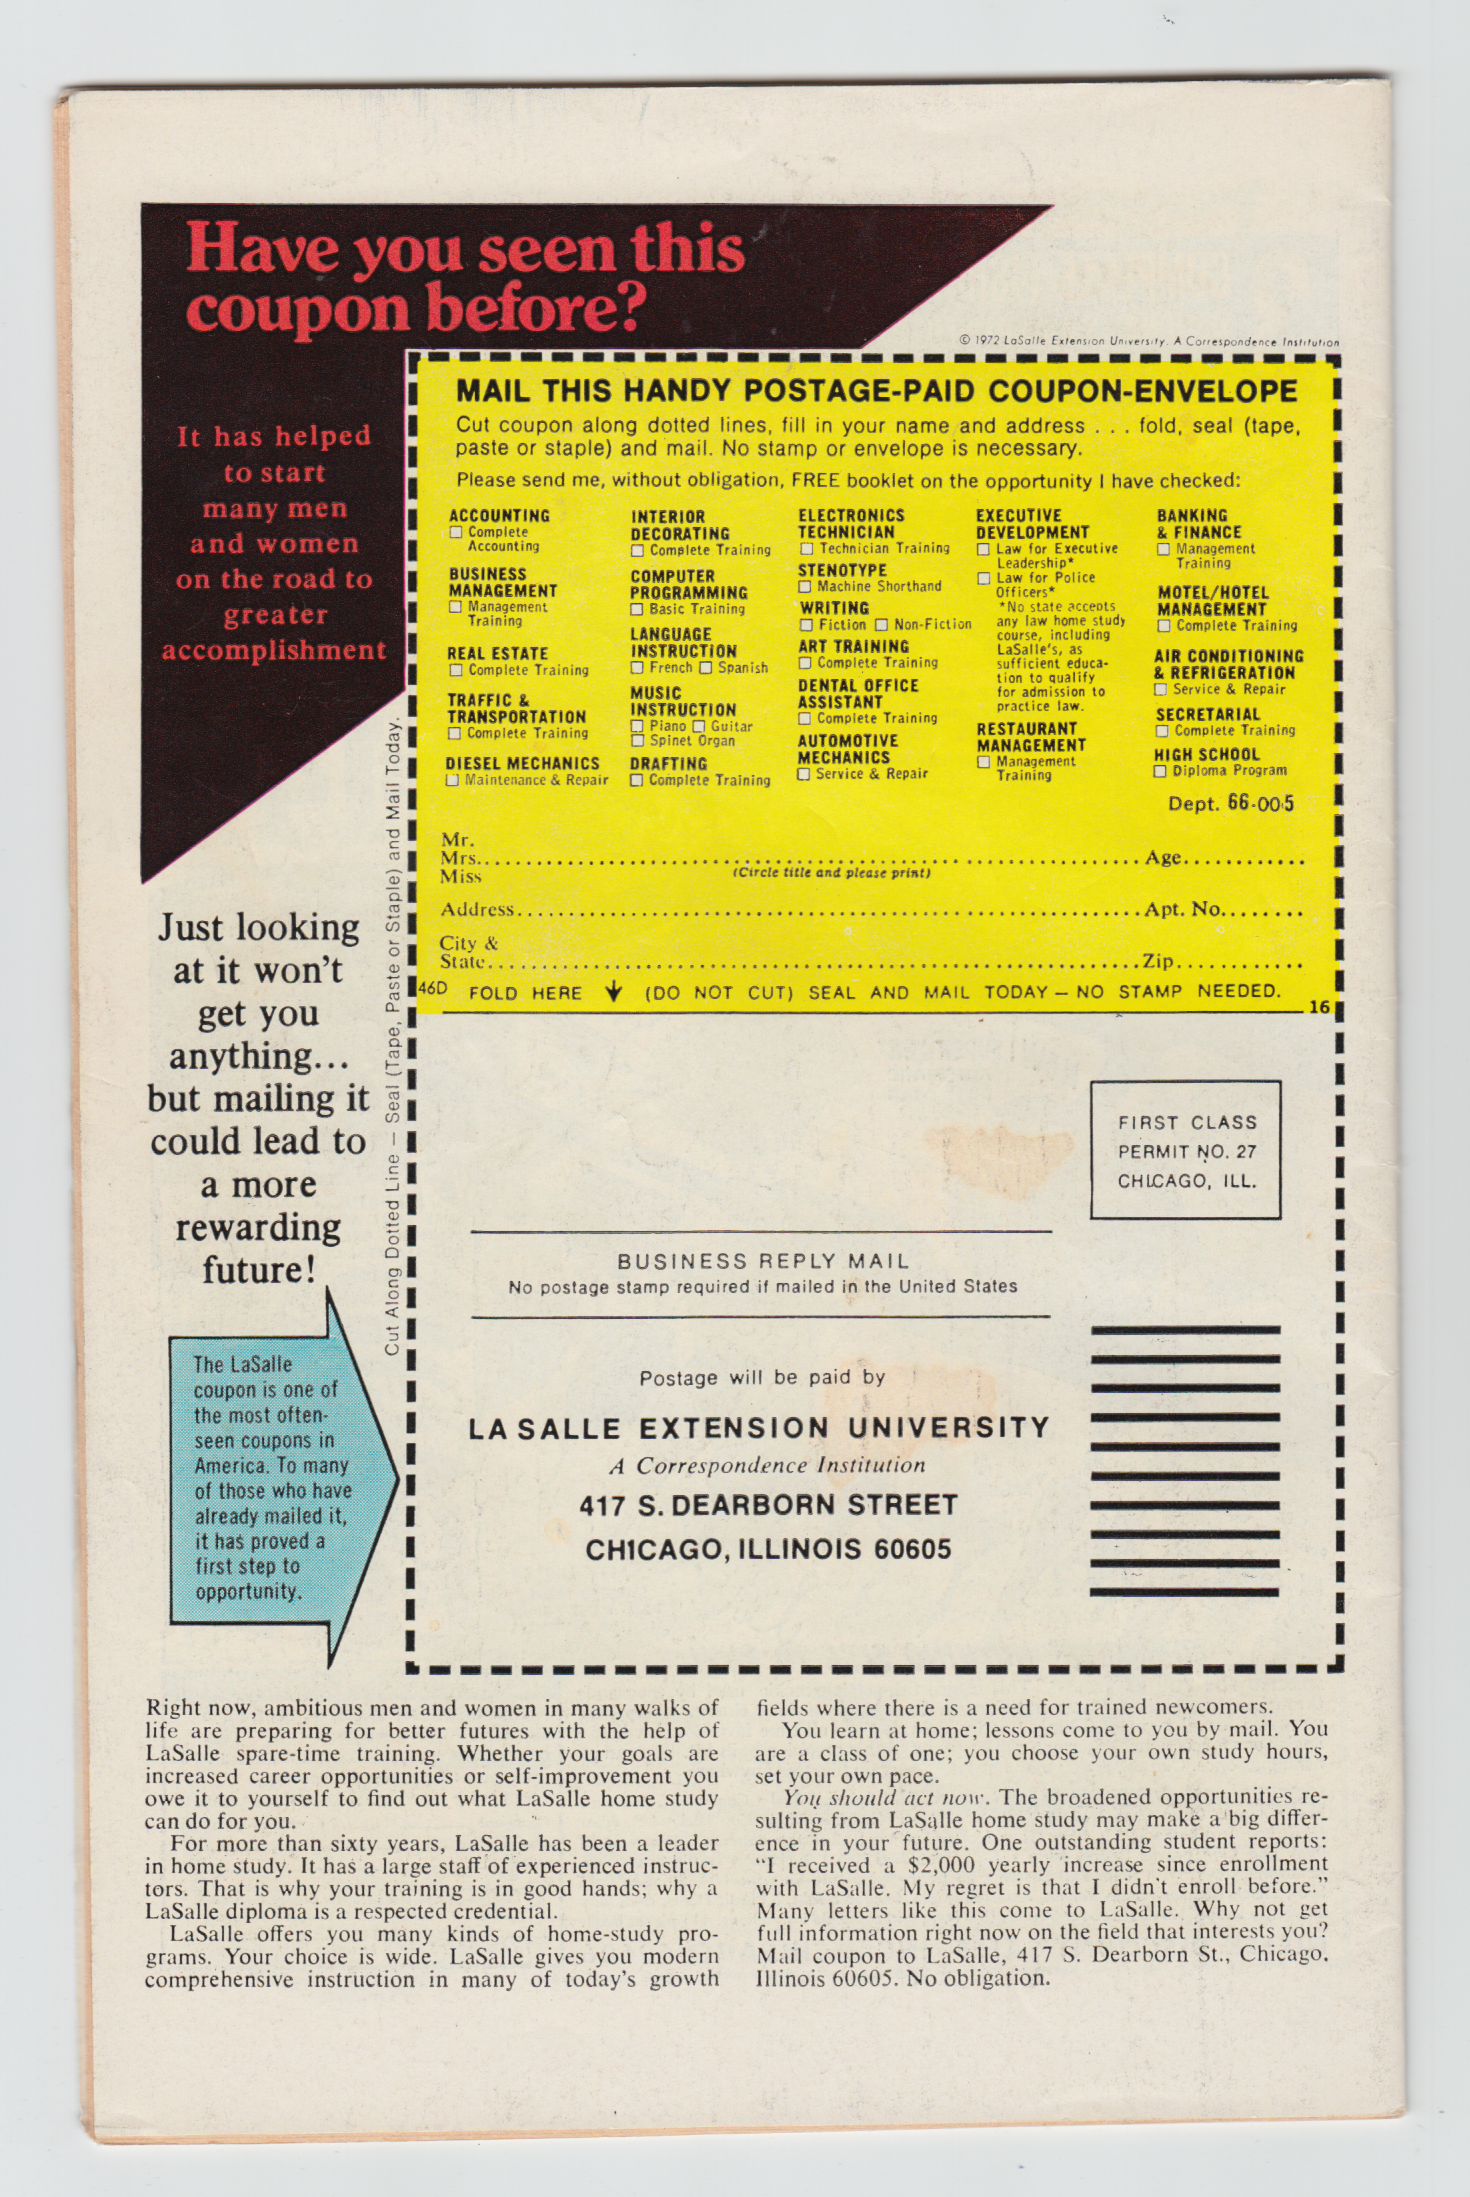 Have you seen this
coupon before?
It has helped
to start
many men
and women
on the road to
greater
accomplishment
Just looking
at it won't
get you
anything...
but mailing it
could lead to
a more
rewarding
future!
The LaSalle
coupon is one of
the most often-
seen coupons in
America. To many
of those who have
already mailed it,
it has proved a
first step to
opportunity.
Cut Along Dotted Line — Seal (Tape, Paste or Staple) and Mail Today.
© 1972 LaSalle Extension University. A Correspondence Institution
MAIL THIS HANDY POSTAGE-PAID COUPON-ENVELOPE
Cut coupon along dotted lines, fill in your name and address . . . fold, seal (tape,
paste or staple) and mail. No stamp or envelope is necessary.
Please send me, without obligation, FREE booklet on the opportunity I have checked:
ACCOUNTING
☐ Complete
Accounting
BUSINESS
MANAGEMENT
☐ Management
Training
REAL ESTATE
☐ Complete Training
TRAFFIC &
TRANSPORTATION
☐ Complete Training
DIESEL MECHANICS
☐ Maintenance & Repair
INTERIOR
DECORATING
☐ Complete Training
COMPUTER
PROGRAMMING
☐ Basic Training
LANGUAGE
INSTRUCTION
☐ French ☐ Spanish
MUSIC
INSTRUCTION
☐ Piano ☐ Guitar
☐ Spinet Organ
DRAFTING
☐ Complete Training
ELECTRONICS
TECHNICIAN
☐ Technician Training
STENOTYPE
☐ Machine Shorthand
WRITING
☐ Fiction ☐ Non-Fiction
ART TRAINING
☐ Complete Training
DENTAL OFFICE
ASSISTANT
☐ Complete Training
AUTOMOTIVE
MECHANICS
☐ Service & Repair
EXECUTIVE
DEVELOPMENT
☐ Law for Executive
Leadership*
☐ Law for Police
Officers*
*No state accepts
any law home study
course, including
LaSalle's, as
sufficient educa-
tion to qualify
for admission to
practice law.
RESTAURANT
MANAGEMENT
☐ Management
Training
BANKING
& FINANCE
☐ Management
Training
MOTEL/HOTEL
MANAGEMENT
☐ Complete Training
AIR CONDITIONING
& REFRIGERATION
☐ Service & Repair
SECRETARIAL
☐ Complete Training
HIGH SCHOOL
☐ Diploma Program
Dept. 66-005
Mr.
Mrs. Age
Miss (Circle title and please print)
Address Apt. No.
City &
State Zip
46D FOLD HERE ↓ (DO NOT CUT) SEAL AND MAIL TODAY – NO STAMP NEEDED.
16
FIRST CLASS
PERMIT NO. 27
CHICAGO, ILL.
BUSINESS REPLY MAIL
No postage stamp required if mailed in the United States
Postage will be paid by
LA SALLE EXTENSION UNIVERSITY
A Correspondence Institution
417 S. DEARBORN STREET
CHICAGO, ILLINOIS 60605
Right now, ambitious men and women in many walks of
life are preparing for better futures with the help of
LaSalle spare-time training. Whether your goals are
increased career opportunities or self-improvement you
owe it to yourself to find out what LaSalle home study
can do for you.
For more than sixty years, LaSalle has been a leader
in home study. It has a large staff of experienced instruc-
tors. That is why your training is in good hands; why a
LaSalle diploma is a respected credential.
LaSalle offers you many kinds of home-study pro-
grams. Your choice is wide. LaSalle gives you modern
comprehensive instruction in many of today's growth
fields where there is a need for trained newcomers.
You learn at home; lessons come to you by mail. You
are a class of one; you choose your own study hours,
set your own pace.
You should act now. The broadened opportunities re-
sulting from LaSalle home study may make a big differ-
ence in your future. One outstanding student reports:
"I received a $2,000 yearly increase since enrollment
with LaSalle. My regret is that I didn't enroll before."
Many letters like this come to LaSalle. Why not get
full information right now on the field that interests you?
Mail coupon to LaSalle, 417 S. Dearborn St., Chicago.
Illinois 60605. No obligation.